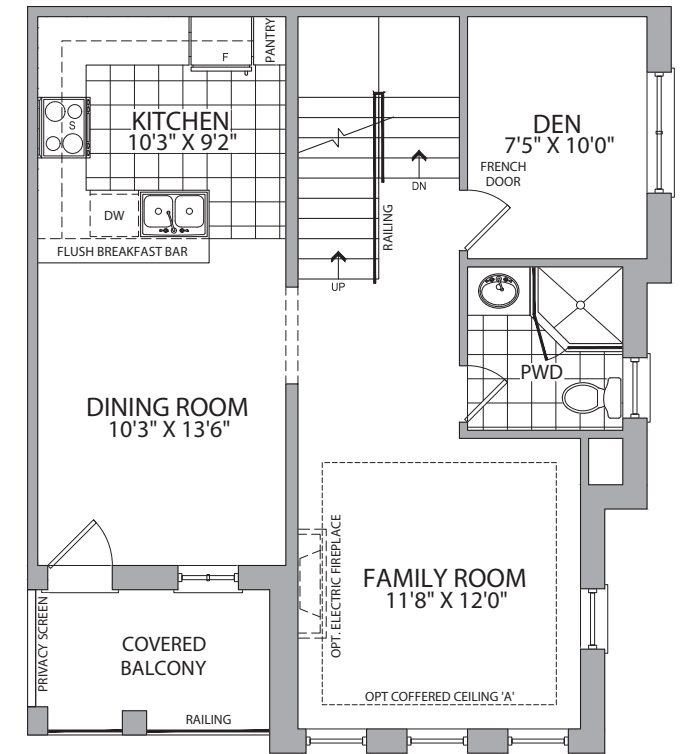 F
PANTRY
S
KITCHEN
10'3" X 9'2"
DW
FLUSH BREAKFAST BAR
DN
RAILING
UP
DEN
7'5" X 10'0"
FRENCH
DOOR
PWD
DINING ROOM
10'3" X 13'6"
OPT. ELECTRIC FIREPLACE
FAMILY ROOM
11'8" X 12'0"
OPT COFFERED CEILING 'A'
PRIVACY SCREEN
COVERED
BALCONY
RAILING